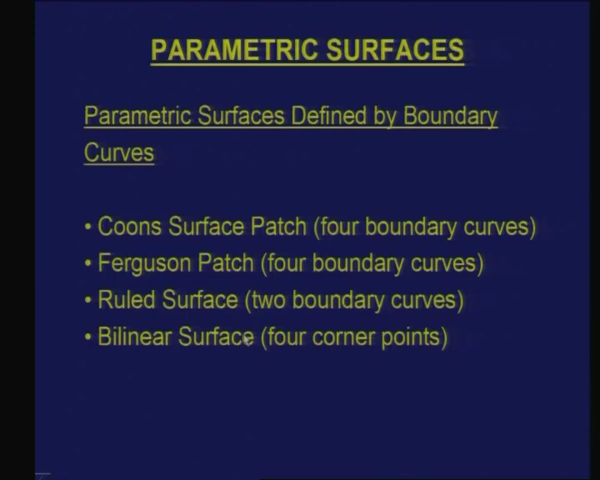 PARAMETRIC SURFACES
Parametric Surfaces Defined by Boundary
Curves
• Coons Surface Patch (four boundary curves)
• Ferguson Patch (four boundary curves)
• Ruled Surface (two boundary curves)
• Bilinear Surface (four corner points)